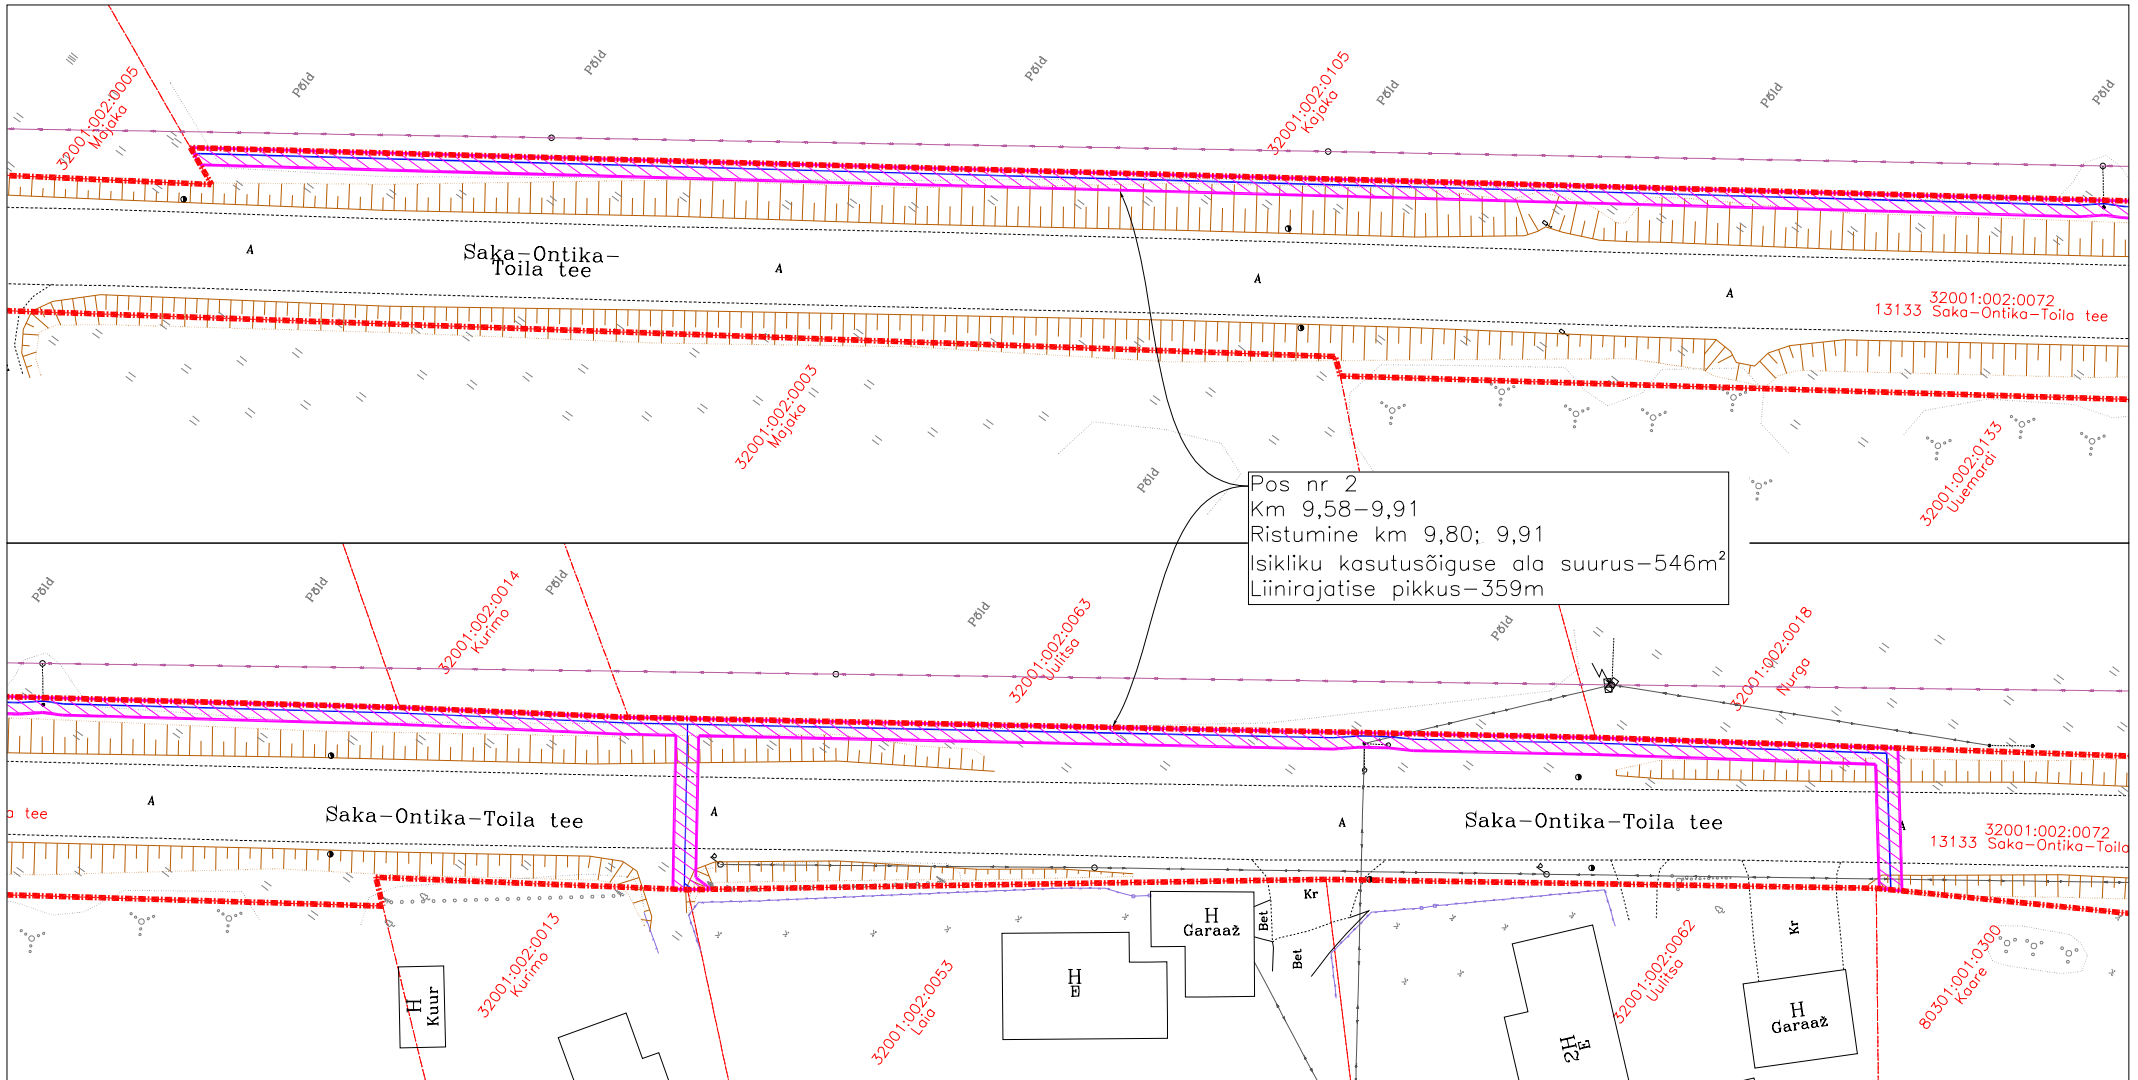 32001:002:0005
Majaka
Põld
Põld
Põld
32001:002:0105
Kajaka
Põld
Põld
Põld
A
Saka-Ontika-
Toila tee
A
A
A
32001:002:0072
13133 Saka-Ontika-Toila tee
32001:002:0003
Majaka
Põld
32001:002:0133
Uuemardi
Pos nr 2
Km 9,58-9,91
Ristumine km 9,80; 9,91
Isikliku kasutusõiguse ala suurus-546m²
Liinirajatise pikkus-359m
Põld
Põld
32001:002:0014
Kurimo
Põld
Põld
32001:002:0063
Uulitsa
Põld
32001:002:0018
Nurga
a tee
A
Saka-Ontika-Toila tee
A
A
Saka-Ontika-Toila tee
A
32001:002:0072
13133 Saka-Ontika-Toila
H
Kuur
32001:002:0013
Kurimo
32001:002:0053
Laia
H
E
H
Garaaž
Bet
Bet
Kr
2H
E
32001:002:0062
Uulitsa
Kr
H
Garaaž
80301:001:0300
Kaare